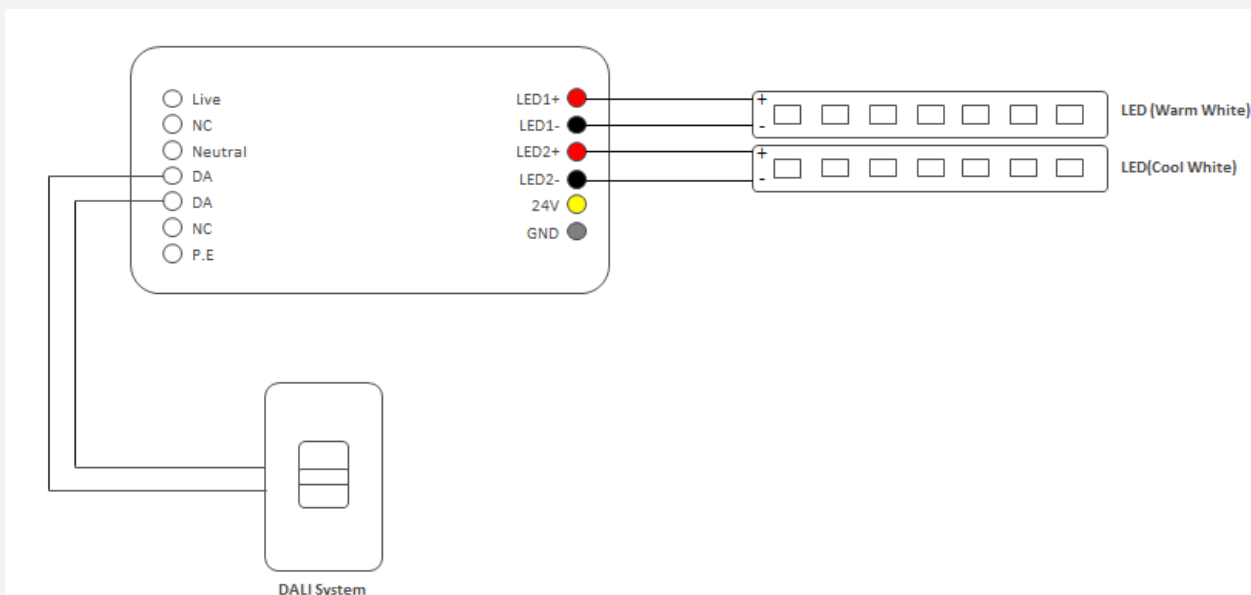 Live
NC
Neutral
DA
DA
NC
P.E
LED1+
LED1-
LED2+
LED2-
24V
GND
+
-
LED (Warm White)
+
-
LED(Cool White)
DALI System